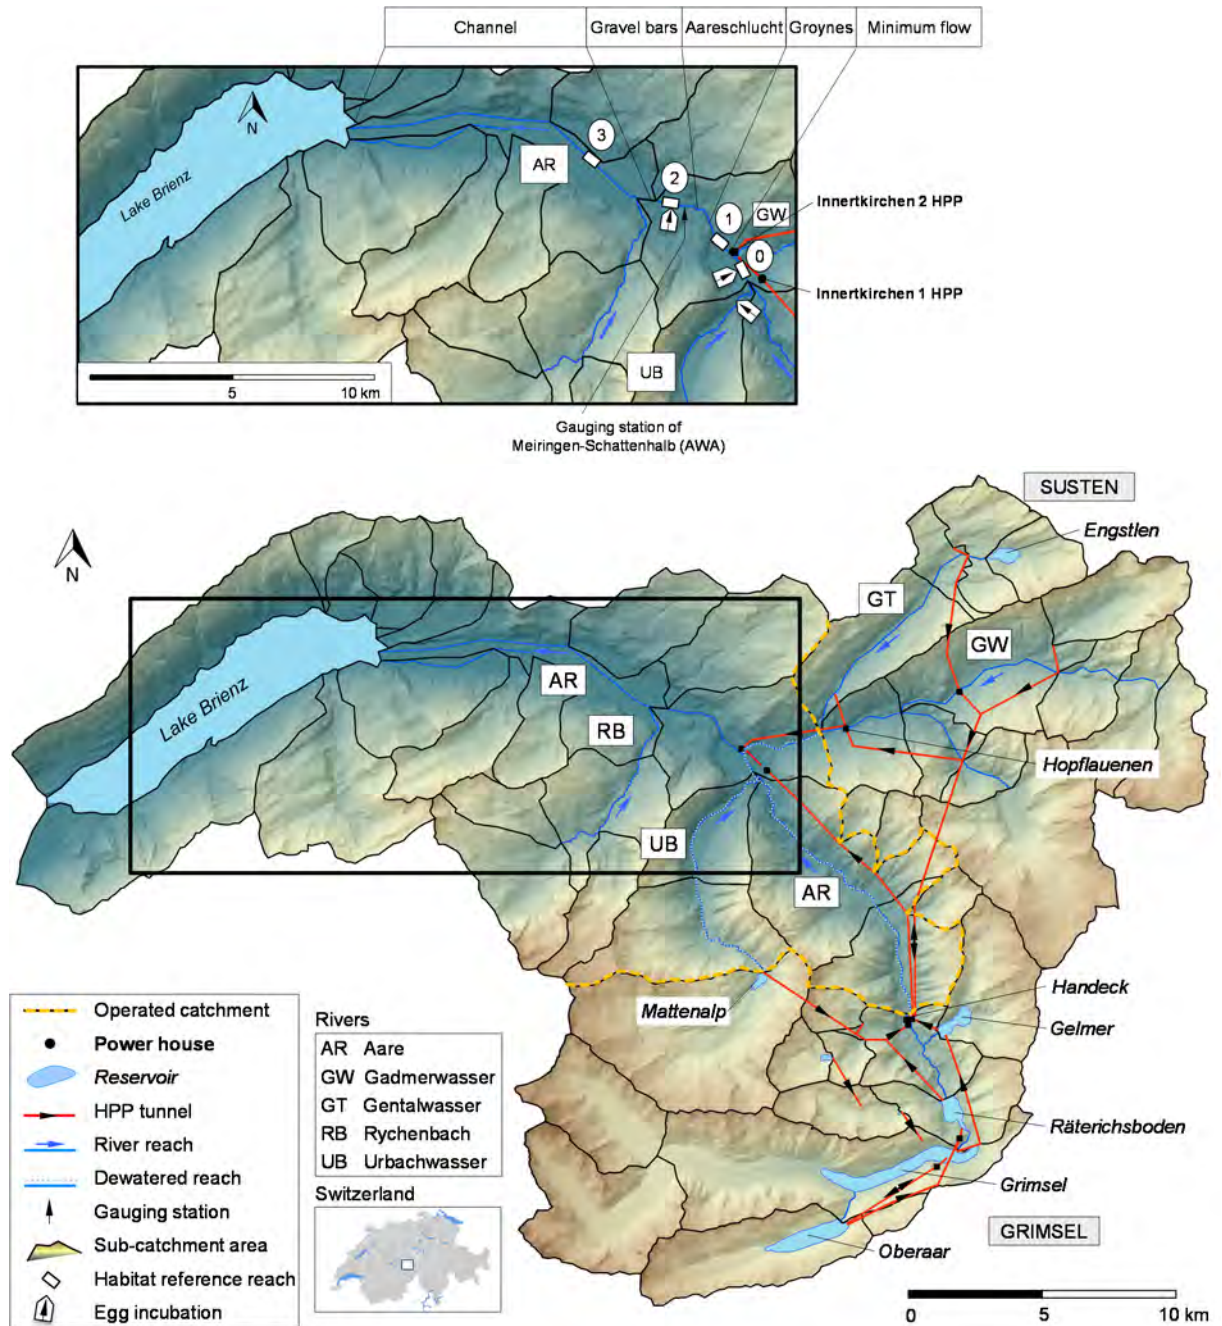 Channel
Gravel bars
Aareschlucht
Groynes
Minimum flow
N
Lake Brienz
3
AR
2
1
GW
Innertkirchen 2 HPP
0
Innertkirchen 1 HPP
UB
5
10 km
Gauging station of
Meiringen-Schattenhalb (AWA)
SUSTEN
Engstlen
N
GT
GW
AR
Lake Brienz
RB
Hopflauenen
UB
AR
Mattenalp
Handeck
Gelmer
Räterichsboden
Grimsel
GRIMSEL
Oberaar
Operated catchment
Power house
Reservoir
HPP tunnel
River reach
Dewatered reach
Gauging station
Sub-catchment area
Habitat reference reach
Egg incubation
Rivers
AR Aare
GW Gadmerwasser
GT Gentalwasser
RB Rychenbach
UB Urbachwasser
Switzerland
0
5
10 km